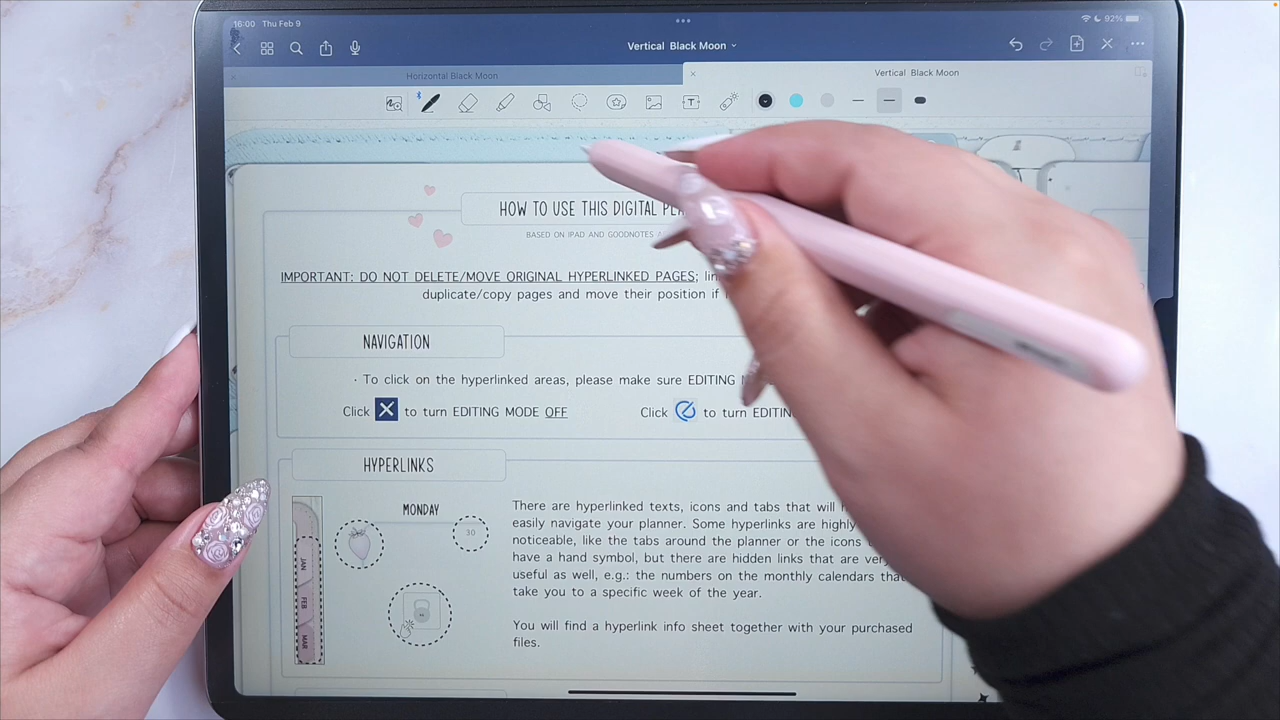 16:00 Thu Feb 9
92%
Vertical Black Moon
Horizontal Black Moon
Vertical Black Moon
HOW TO USE THIS DIGITAL
BASED ON IPAD AND GOODNOTES
IMPORTANT: DO NOT DELETE/MOVE ORIGINAL HYPERLINKED PAGES;
duplicate/copy pages and move their position if
NAVIGATION
· To click on the hyperlinked areas, please make sure EDITING
Click to turn EDITING MODE OFF
Click to turn
HYPERLINKS
MONDAY
30
JAN
FEB
MAR
There are hyperlinked texts, icons and tabs that will
easily navigate your planner. Some hyperlinks are highly
noticeable, like the tabs around the planner or the icons
have a hand symbol, but there are hidden links that are
useful as well, e.g.: the numbers on the monthly calendars that
take you to a specific week of the year.
You will find a hyperlink info sheet together with your purchased
files.